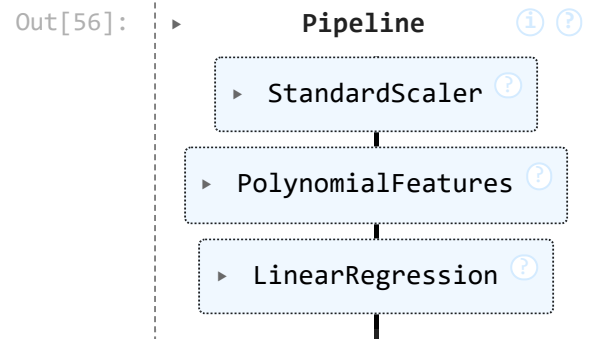 Out[56]: ▸ Pipeline i ?
▸ StandardScaler ?
▸ PolynomialFeatures ?
▸ LinearRegression ?